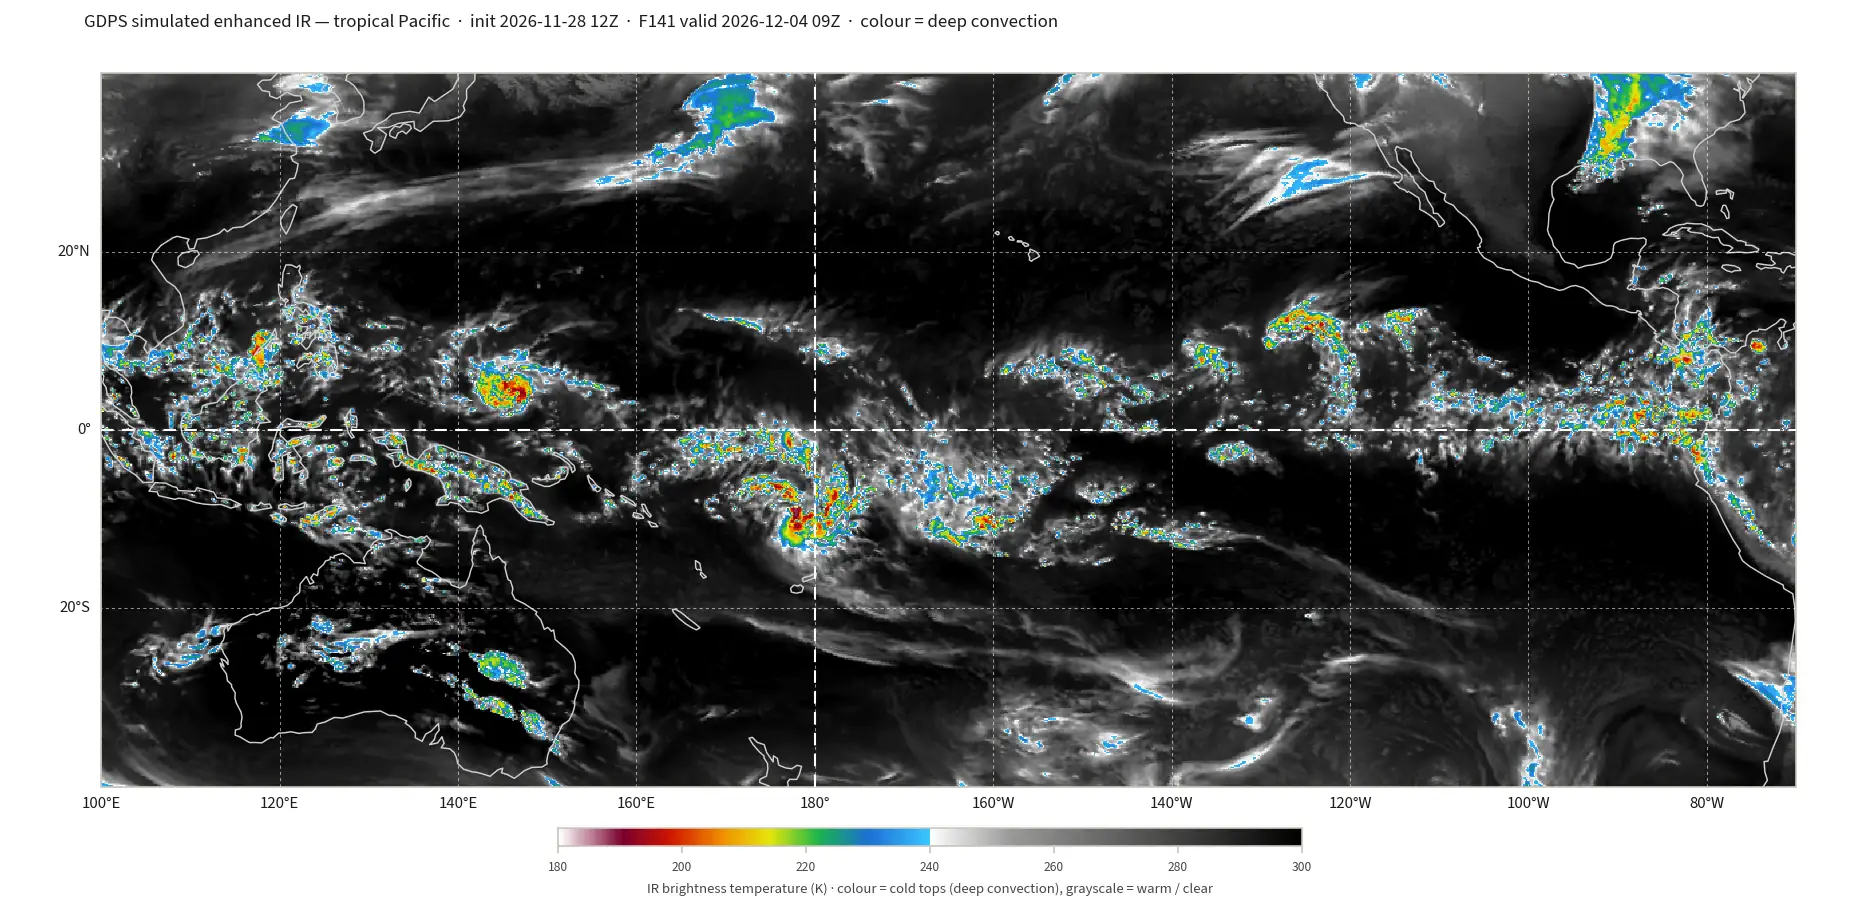 GDPS simulated enhanced IR — tropical Pacific · init 2026-11-28 12Z · F141 valid 2026-12-04 09Z · colour = deep convection
20°N
0°
20°S
100°E 120°E 140°E 160°E 180° 160°W 140°W 120°W 100°W 80°W
180 200 220 240 260 280 300
IR brightness temperature (K) · colour = cold tops (deep convection), grayscale = warm / clear